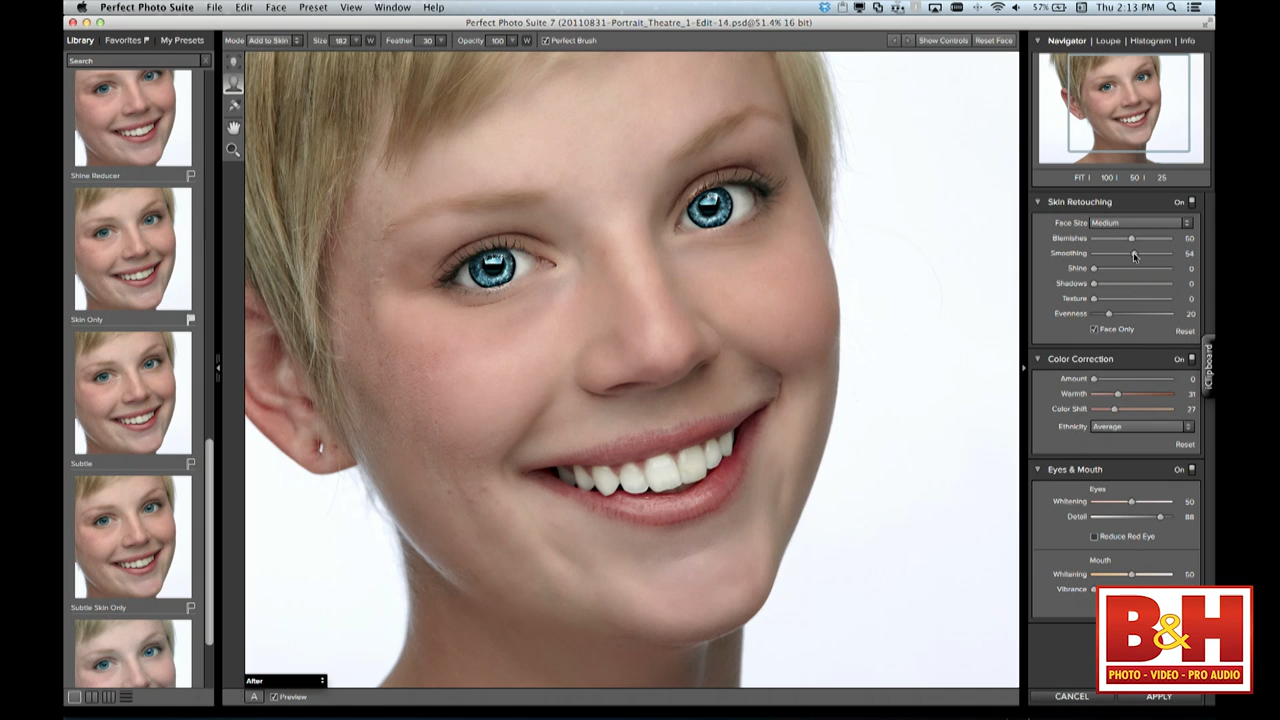 Perfect Photo Suite File Edit Face Preset View Window Help 57% Thu 2:13 PM
Perfect Photo Suite 7 (20110831-Portrait_Theatre_1-Edit-14.psd@51.4% 16 bit)
Library Favorites My Presets
Mode Add to Skin Size 182 W Feather 30 Opacity 100 W Perfect Brush Show Controls Reset Face
Navigator Loupe Histogram Info
Search
Shine Reducer
Skin Only
Subtle
Subtle Skin Only
FIT 100 50 25
Skin Retouching On
Face Size Medium
Blemishes 50
Smoothing 54
Shine 0
Shadows 0
Texture 0
Evenness 20
Face Only Reset
iClipboard
Color Correction On
Amount 0
Warmth 31
Color Shift 27
Ethnicity Average
Reset
Eyes & Mouth On
Eyes
Whitening 50
Detail 88
Reduce Red Eye
Mouth
Whitening 50
Vibrance
B&H
PHOTO - VIDEO - PRO AUDIO
After
A Preview
CANCEL APPLY